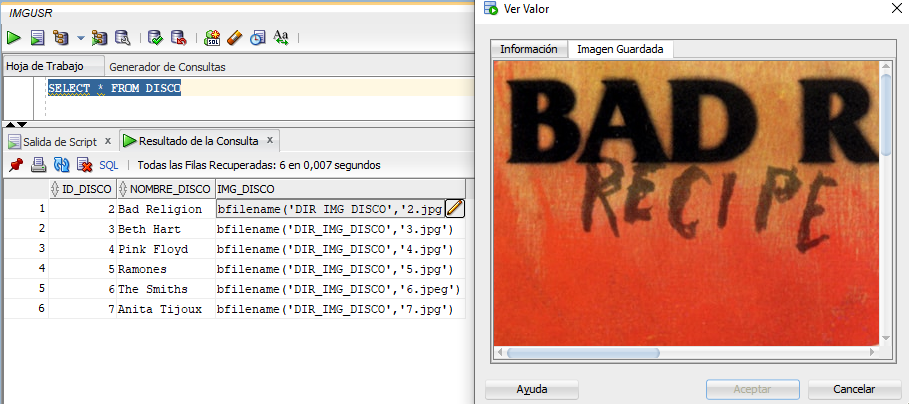 IMGUSR
Hoja de Trabajo Generador de Consultas
SELECT * FROM DISCO
Salida de Script x Resultado de la Consulta x
SQL Todas las Filas Recuperadas: 6 en 0,007 segundos
ID_DISCO NOMBRE_DISCO IMG_DISCO
1 2 Bad Religion bfilename('DIR_IMG_DISCO','2.jpg
2 3 Beth Hart bfilename('DIR_IMG_DISCO','3.jpg')
3 4 Pink Floyd bfilename('DIR_IMG_DISCO','4.jpg')
4 5 Ramones bfilename('DIR_IMG_DISCO','5.jpg')
5 6 The Smiths bfilename('DIR_IMG_DISCO','6.jpeg')
6 7 Anita Tijoux bfilename('DIR_IMG_DISCO','7.jpg')
Ver Valor
Información Imagen Guardada
BAD R
RECIPE
Ayuda Aceptar Cancelar